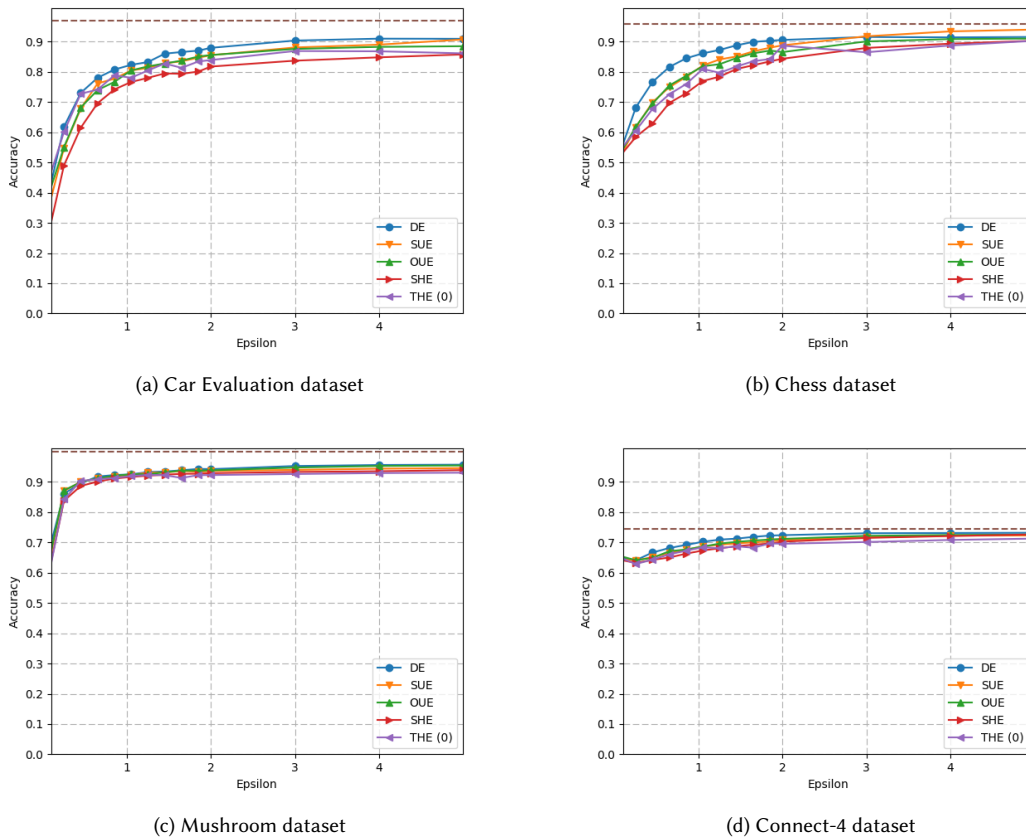 0.9
0.8
0.7
0.6
0.5
0.4
0.3
0.2
0.1
0.0
Accuracy
1
2
3
4
Epsilon
DE
SUE
OUE
SHE
THE (0)
(a) Car Evaluation dataset
0.9
0.8
0.7
0.6
0.5
0.4
0.3
0.2
0.1
0.0
Accuracy
1
2
3
4
Epsilon
DE
SUE
OUE
SHE
THE (0)
(b) Chess dataset
0.9
0.8
0.7
0.6
0.5
0.4
0.3
0.2
0.1
0.0
Accuracy
1
2
3
4
Epsilon
DE
SUE
OUE
SHE
THE (0)
(c) Mushroom dataset
0.9
0.8
0.7
0.6
0.5
0.4
0.3
0.2
0.1
0.0
Accuracy
1
2
3
4
Epsilon
DE
SUE
OUE
SHE
THE (0)
(d) Connect-4 dataset